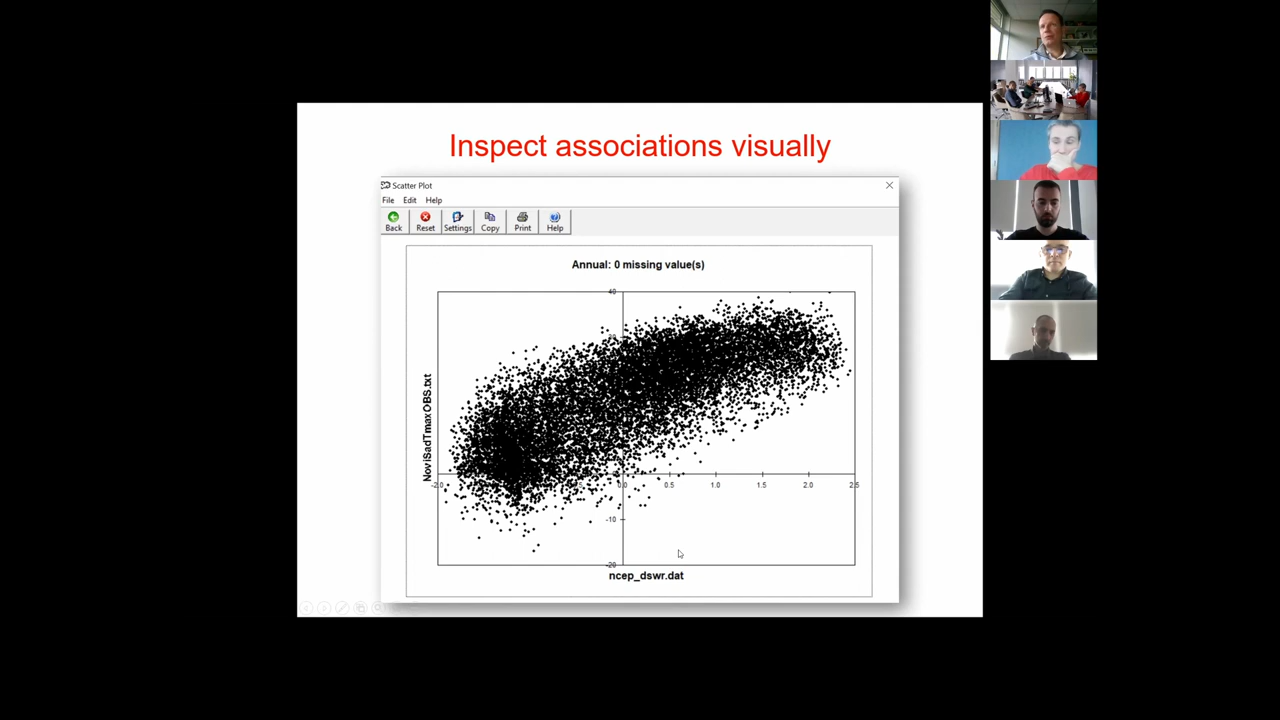 Inspect associations visually
Scatter Plot
File Edit Help
Back Reset Settings Copy Print Help
Annual: 0 missing value(s)
40
NoviSadTmaxOBS.txt
-2.0 0.0 0.5 1.0 1.5 2.0 2.5
-10
-20
ncep_dswr.dat